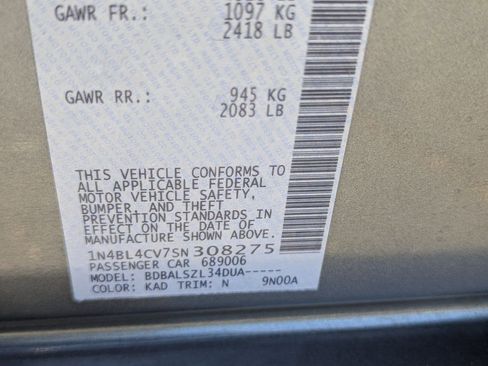 GAWR FR.: 1097 KG
2418 LB
GAWR RR.: 945 KG
2083 LB
THIS VEHICLE CONFORMS TO
ALL APPLICABLE FEDERAL
MOTOR VEHICLE SAFETY,
BUMPER, AND THEFT
PREVENTION STANDARDS IN
EFFECT ON THE DATE OF
MANUFACTURE SHOWN ABOVE.
1N4BL4CV7SN308275
PASSENGER CAR 689006
MODEL: BDBALSZL34DUA-----
COLOR: KAD TRIM: N 9N00A